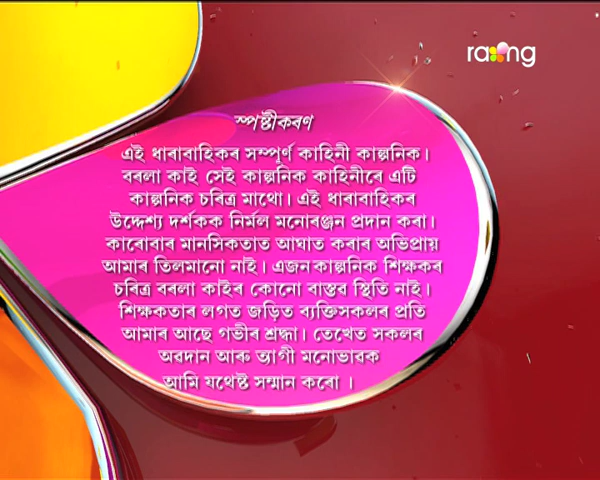 raong
স্পষ্টীকৰণ
এই ধাৰাবাহিকৰ সম্পূৰ্ণ কাহিনী কাল্পনিক।
বৰলা কাই সেই কাল্পনিক কাহিনীৰে এটি
কাল্পনিক চৰিত্ৰ মাথো। এই ধাৰাবাহিকৰ
উদ্দেশ্য দৰ্শকক নিৰ্মল মনোৰঞ্জন প্ৰদান কৰা।
কাৰোবাৰ মানসিকতাত আঘাত কৰাৰ অভিপ্ৰায়
আমাৰ তিলমানো নাই। এজন কাল্পনিক শিক্ষকৰ
চৰিত্ৰ বৰলা কাইৰ কোনো বাস্তৱ স্থিতি নাই।
শিক্ষকতাৰ লগত জড়িত ব্যক্তিসকলৰ প্ৰতি
আমাৰ আছে গভীৰ শ্ৰদ্ধা। তেখেত সকলৰ
অৱদান আৰু ত্যাগী মনোভাৱক
আমি যথেষ্ট সন্মান কৰো ।